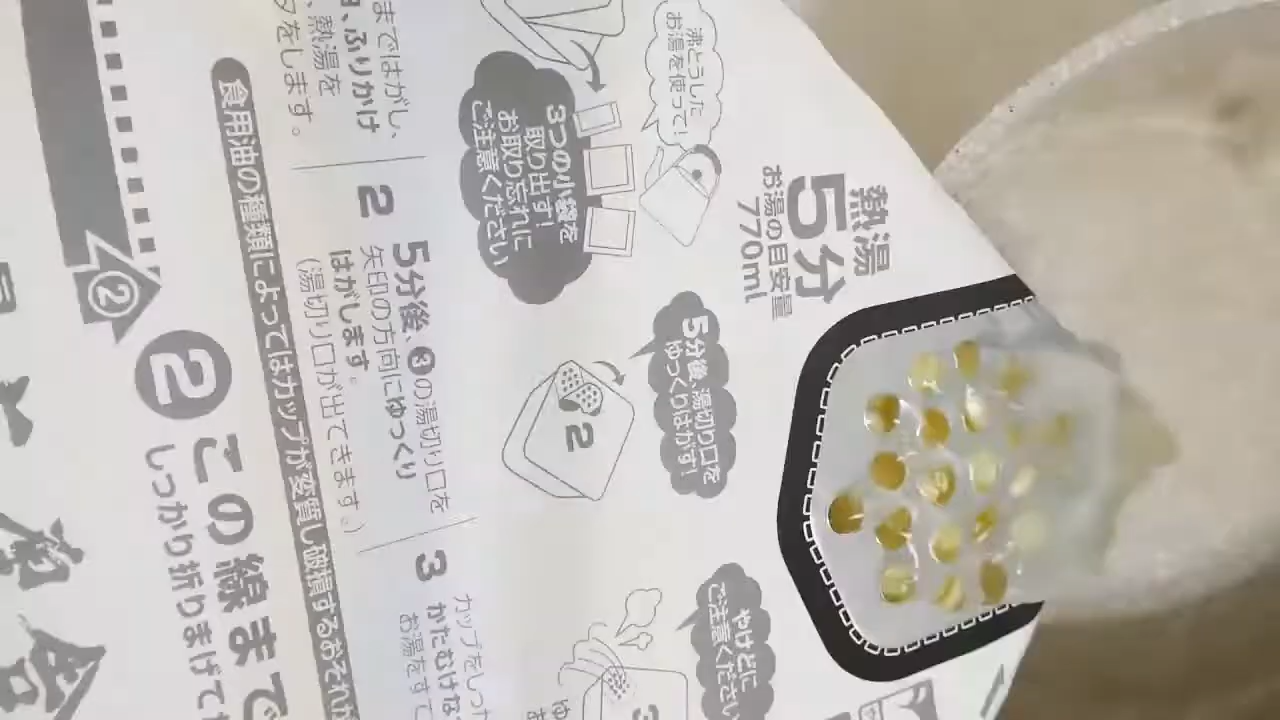 まではがし、
、ふりかけ
、熱湯を
をします。
食用油の種類によってはカップが変質し破損するおそれが
2
5分後、③の湯切り口を
矢印の方向にゆっくり
はがします。
(湯切り口が出てきます。)
3
カップをしっ
かたむけな
お湯をすて
沸とうした
お湯を使って!
3つの小袋を
取り出す!
お取り忘れに
ご注意ください
5分後、湯切り口を
ゆっくりはがす!
2
やけどに
ご注意ください
3
熱湯
5分
お湯の目安量
770ml
②
②この線まで
しっかり折りまげて